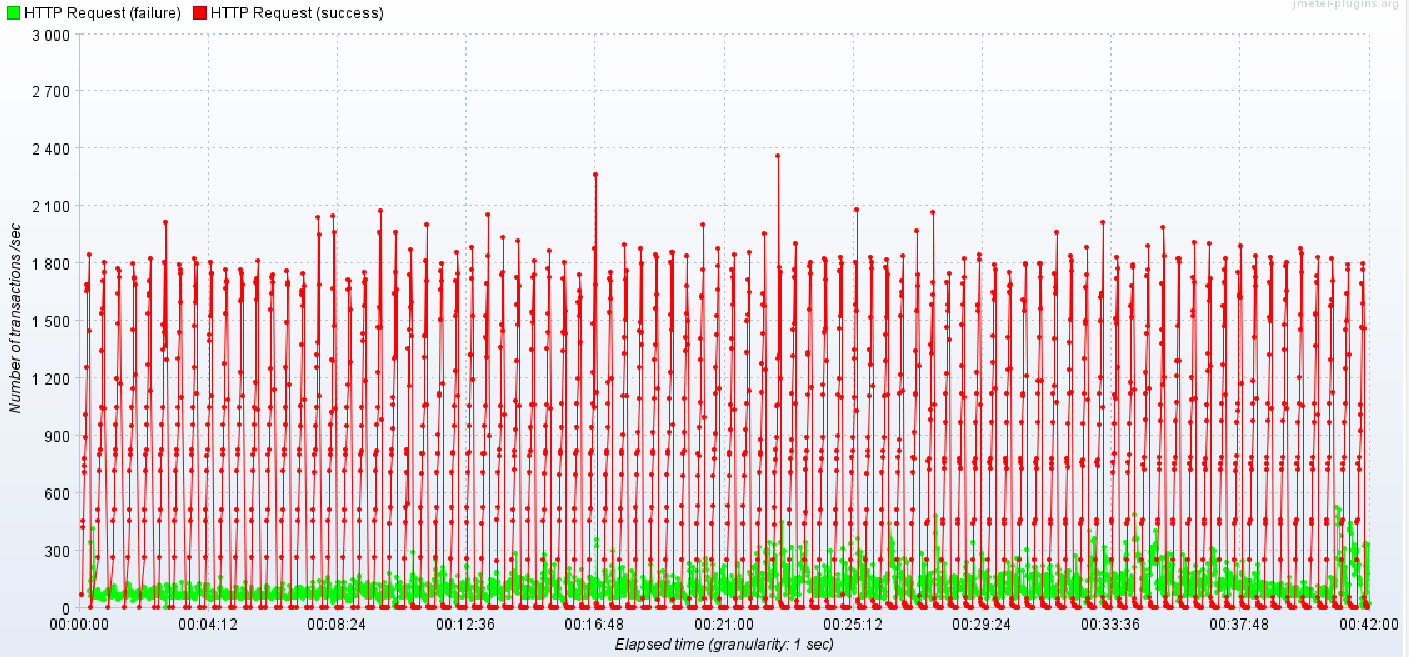 jmeter-plugins.org
HTTP Request (failure) HTTP Request (success)
3 000
2 700
2 400
2 100
1 800
1 500
1 200
900
600
300
0
Number of transactions /sec
00:00:00 00:04:12 00:08:24 00:12:36 00:16:48 00:21:00 00:25:12 00:29:24 00:33:36 00:37:48 00:42:00
Elapsed time (granularity: 1 sec)